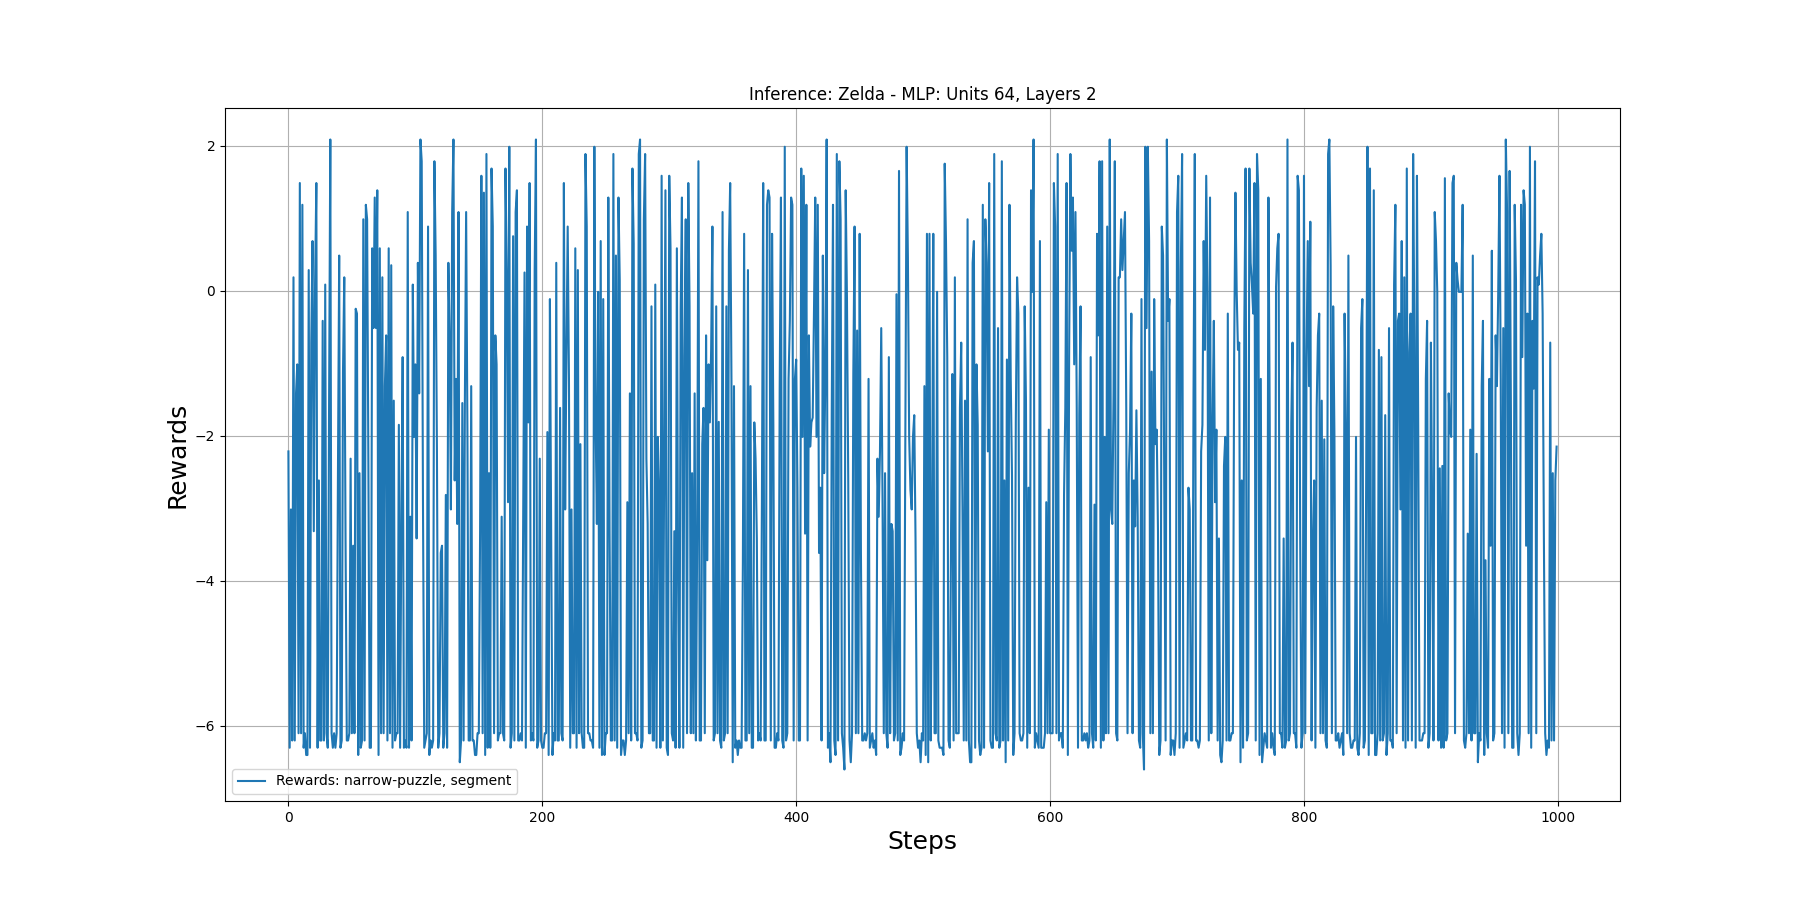 Inference: Zelda - MLP: Units 64, Layers 2
Rewards
2
0
−2
−4
−6
Rewards: narrow-puzzle, segment
0 200 400 600 800 1000
Steps